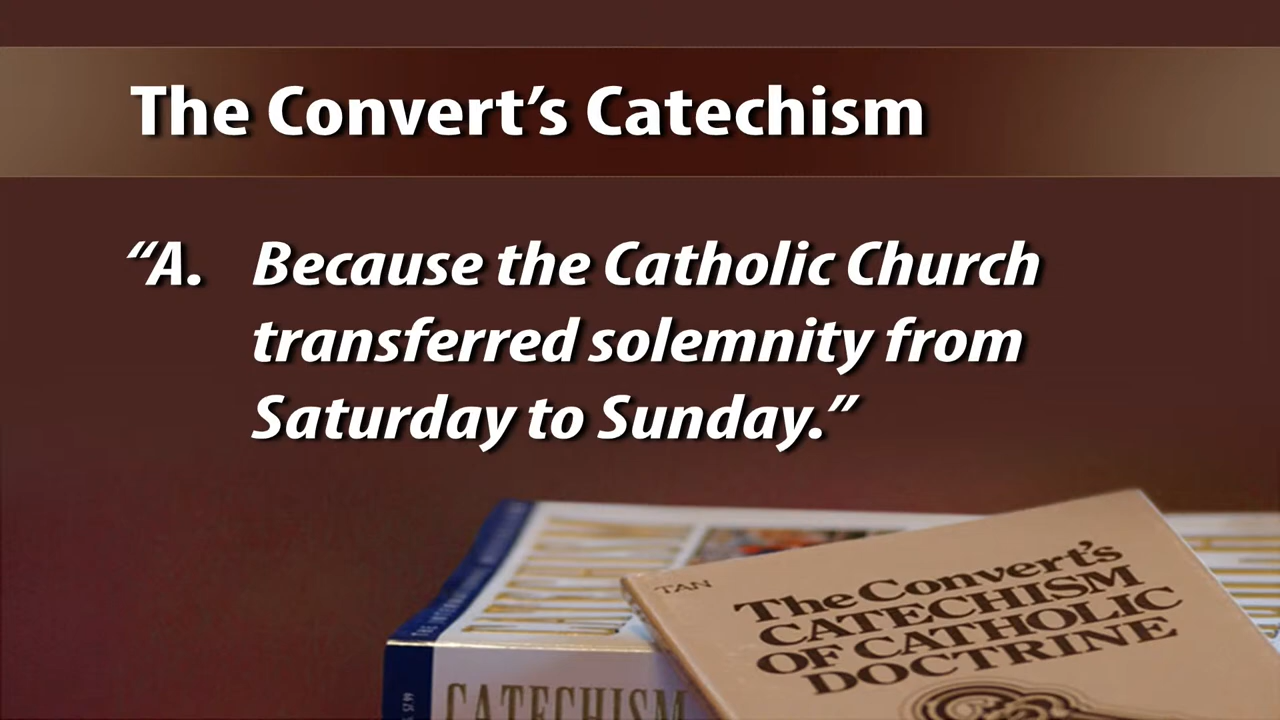 The Convert’s Catechism
“A. Because the Catholic Church
transferred solemnity from
Saturday to Sunday.”
TAN
The Convert's
CATECHISM
OF CATHOLIC
DOCTRINE
CATECHISM